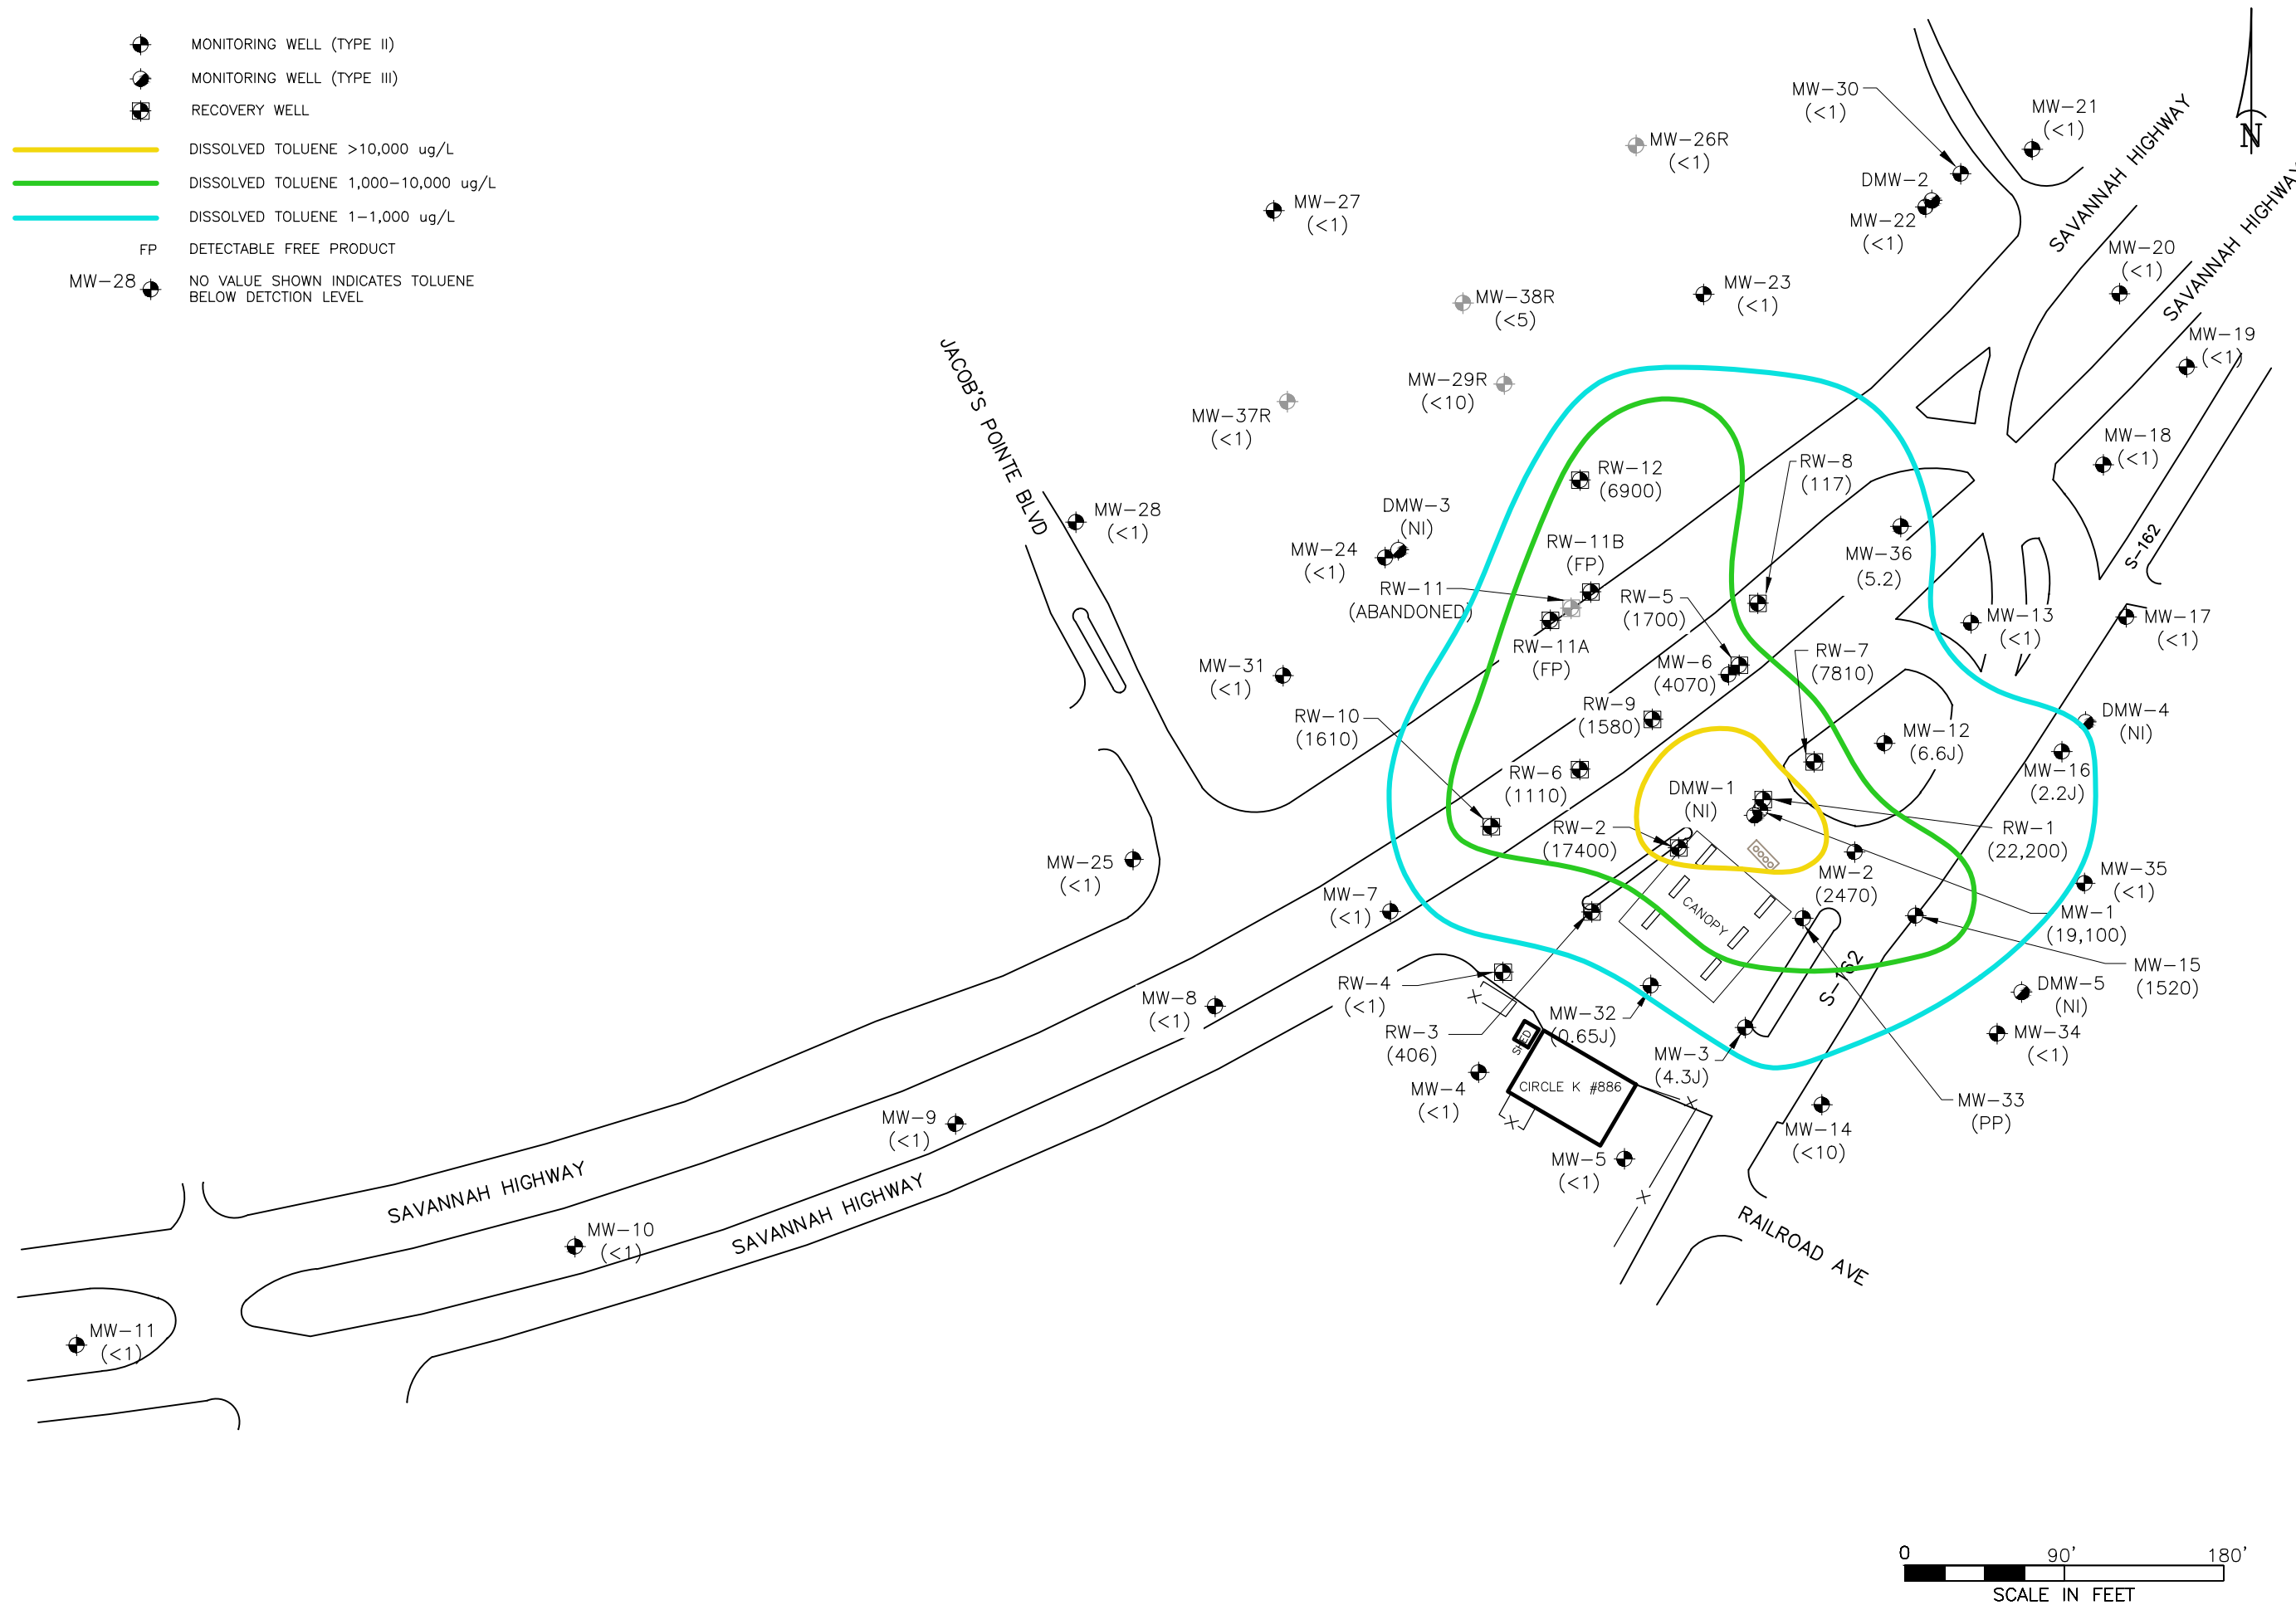 MONITORING WELL (TYPE II)
MONITORING WELL (TYPE III)
RECOVERY WELL
DISSOLVED TOLUENE >10,000 ug/L
DISSOLVED TOLUENE 1,000-10,000 ug/L
DISSOLVED TOLUENE 1-1,000 ug/L
FP DETECTABLE FREE PRODUCT
MW-28 NO VALUE SHOWN INDICATES TOLUENE
BELOW DETCTION LEVEL
N
MW-30
(<1)
MW-21
(<1)
MW-26R
(<1)
DMW-2
MW-22
(<1)
MW-27
(<1)
SAVANNAH HIGHWAY
SAVANNAH HIGHWAY
MW-20
(<1)
MW-23
(<1)
MW-38R
(<5)
MW-19
(<1)
MW-29R
(<10)
MW-37R
(<1)
JACOB'S POINTE BLVD
MW-18
(<1)
RW-12
(6900)
RW-8
(117)
MW-28
(<1)
DMW-3
(NI)
MW-24
(<1)
RW-11B
(FP)
MW-36
(5.2)
S-162
RW-11
(ABANDONED)
RW-5
(1700)
MW-13
(<1)
MW-17
(<1)
RW-11A
(FP)
MW-6
(4070)
RW-7
(7810)
MW-31
(<1)
RW-9
(1580)
RW-10
(1610)
DMW-4
(NI)
MW-12
(6.6J)
MW-16
(2.2J)
RW-6
(1110)
DMW-1
(NI)
RW-2
(17400)
RW-1
(22,200)
MW-25
(<1)
MW-2
(2470)
MW-35
(<1)
MW-7
(<1)
CANOPY
MW-1
(19,100)
S-162
MW-15
(1520)
RW-4
(<1)
MW-8
(<1)
DMW-5
(NI)
MW-32
(0.65J)
RW-3
(406)
MW-34
(<1)
SHED
MW-3
(4.3J)
MW-4
(<1)
CIRCLE K #886
X
X
X
X
MW-33
(PP)
MW-9
(<1)
MW-14
(<10)
MW-5
(<1)
SAVANNAH HIGHWAY
SAVANNAH HIGHWAY
RAILROAD AVE
MW-10
(<1)
MW-11
(<1)
0 90' 180'
SCALE IN FEET